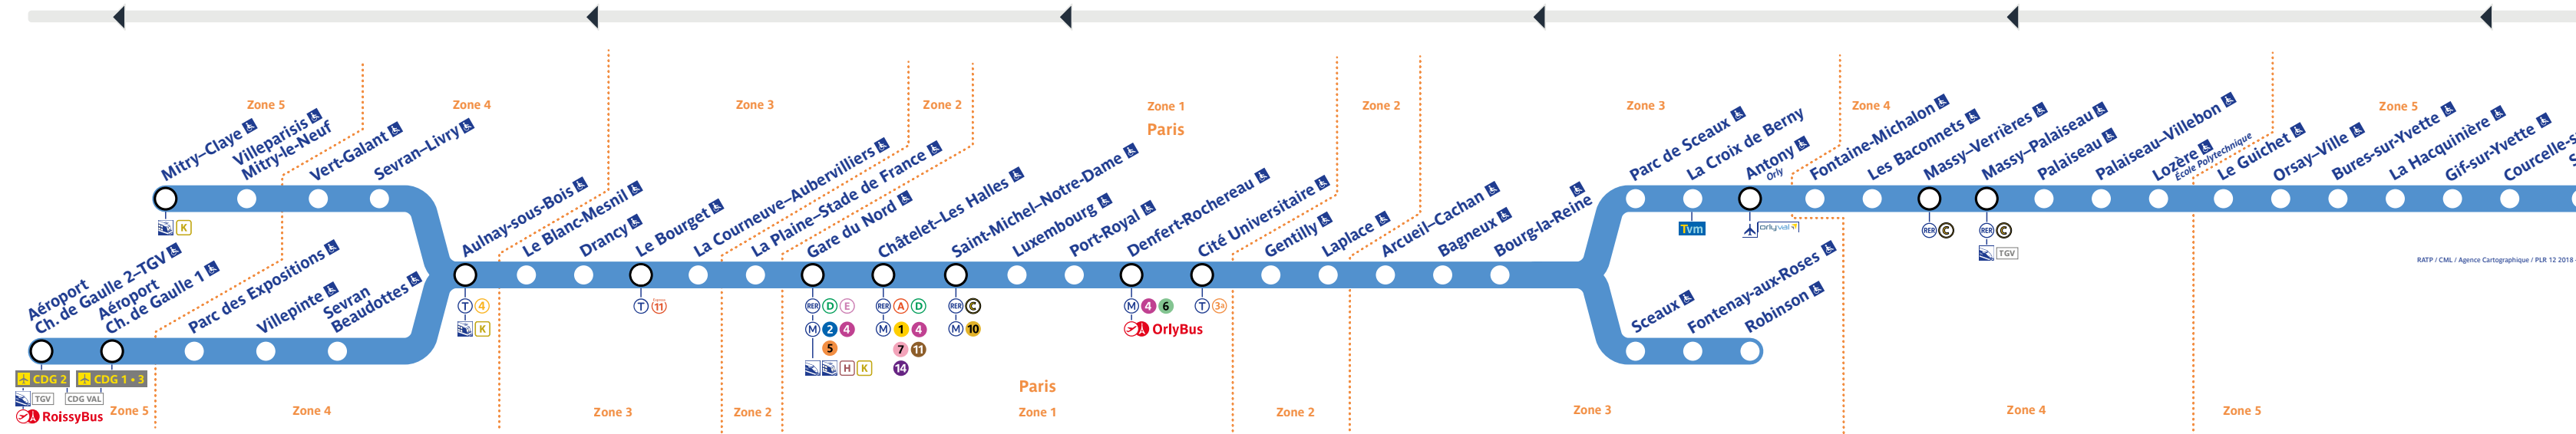 Zone 5
Zone 4
Zone 3
Zone 2
Zone 1
Paris
Zone 2
Zone 3
Zone 4
Zone 5
Mitry–Claye
Villeparisis
Mitry-le-Neuf
Vert-Galant
Sevran–Livry
K
Aéroport
Ch. de Gaulle 2–TGV
Aéroport
Ch. de Gaulle 1
Parc des Expositions
Villepinte
Sevran
Beaudottes
CDG 2
CDG 1 • 3
TGV
CDG VAL
RoissyBus
Aulnay-sous-Bois
T 4
K
Le Blanc-Mesnil
Drancy
Le Bourget
T 11
La Courneuve–Aubervilliers
La Plaine–Stade de France
Gare du Nord
RER D E
M 2 4
5
H K
Châtelet–Les Halles
RER A D
M 1 4
7 11
14
Saint-Michel–Notre-Dame
RER C
M 10
Luxembourg
Port-Royal
Denfert-Rochereau
M 4 6
OrlyBus
Cité Universitaire
T 3a
Gentilly
Laplace
Arcueil–Cachan
Bagneux
Bourg-la-Reine
Parc de Sceaux
La Croix de Berny
Tvm
Antony
Orly
orlyval
Fontaine-Michalon
Les Baconnets
Massy–Verrières
RER C
Massy–Palaiseau
RER C
TGV
Palaiseau
Palaiseau–Villebon
Lozère
École Polytechnique
Le Guichet
Orsay–Ville
Bures-sur-Yvette
La Hacquinière
Gif-sur-Yvette
Courcelle-s
Sceaux
Fontenay-aux-Roses
Robinson
RATP / CML / Agence Cartographique / PLR 12 2018
Paris
Zone 5
Zone 4
Zone 3
Zone 2
Zone 1
Zone 2
Zone 3
Zone 4
Zone 5